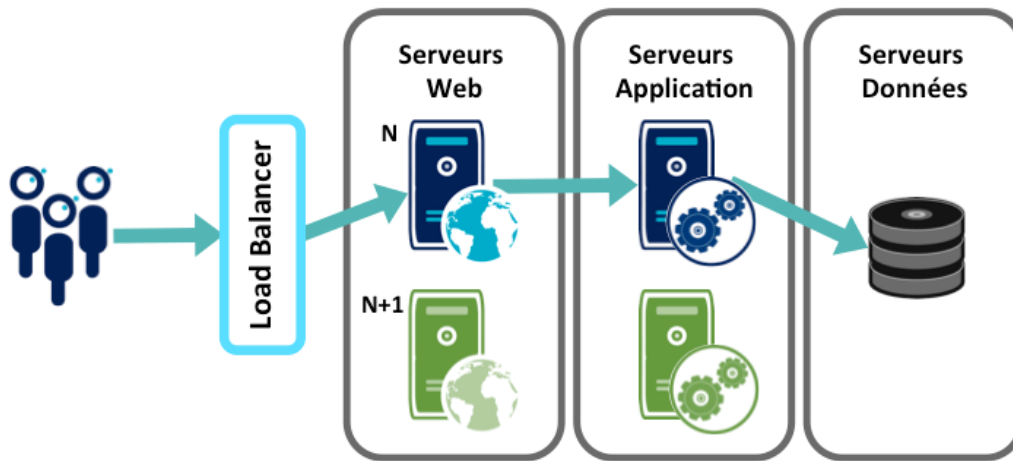 Serveurs
Web
Serveurs
Application
Serveurs
Données
N
Load Balancer
N+1